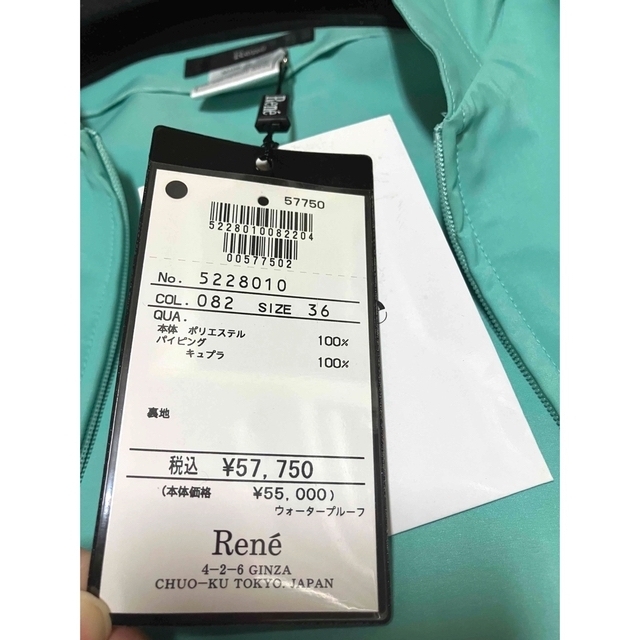 René
René
57750
5228010082204
00577502
No. 5228010
COL. 082 SIZE 36
QUA.
本体 ポリエステル 100%
パイピング
キュプラ 100%
裏地
税込 ¥57,750
(本体価格 ¥55,000)
ウォータープルーフ
René
4-2-6 GINZA
CHUO-KU TOKYO. JAPAN